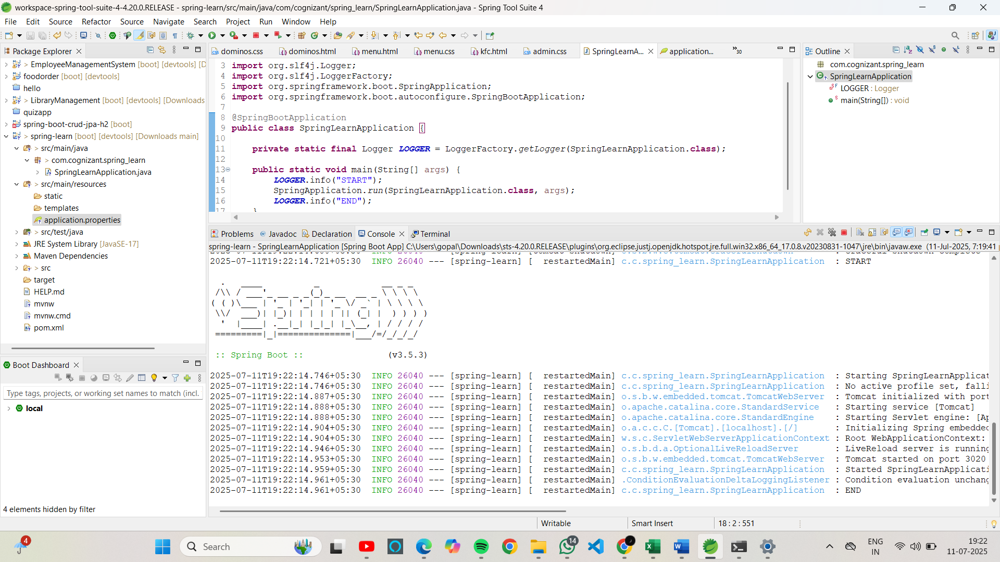 workspace-spring-tool-suite-4-4.20.0.RELEASE - spring-learn/src/main/java/com/cognizant/spring_learn/SpringLearnApplication.java - Spring Tool Suite 4
File Edit Source Refactor Source Navigate Search Project Run Window Help
Package Explorer
> EmployeeManagementSystem [boot] [devtools] [D
foodorder [boot] [devtools]
hello
> LibraryManagement [boot] [devtools] [Downloads
quizapp
spring-boot-crud-jpa-h2 [boot]
> spring-learn [boot] [devtools] [Downloads main]
> src/main/java
> com.cognizant.spring_learn
SpringLearnApplication.java
> src/main/resources
static
templates
application.properties
> src/test/java
JRE System Library [JavaSE-17]
Maven Dependencies
> src
target
HELP.md
mvnw
mvnw.cmd
pom.xml
Boot Dashboard
Type tags, projects, or working set names to match (incl.
local
4 elements hidden by filter
dominos.css dominos.html menu.html menu.css kfc.html admin.css SpringLearnA... application... »30
3 import org.slf4j.Logger;
4 import org.slf4j.LoggerFactory;
5 import org.springframework.boot.SpringApplication;
6 import org.springframework.boot.autoconfigure.SpringBootApplication;
7
8 @SpringBootApplication
9 public class SpringLearnApplication {
10
11 private static final Logger LOGGER = LoggerFactory.getLogger(SpringLearnApplication.class);
12
13 public static void main(String[] args) {
14 LOGGER.info("START");
15 SpringApplication.run(SpringLearnApplication.class, args);
16 LOGGER.info("END");
17 }
Outline
com.cognizant.spring_learn
SpringLearnApplication
LOGGER : Logger
main(String[]) : void
Problems @ Javadoc Declaration Console Terminal
spring-learn - SpringLearnApplication [Spring Boot App] C:\Users\gopal\Downloads\sts-4.20.0.RELEASE\plugins\org.eclipse.justj.openjdk.hotspot.jre.full.win32.x86_64_17.0.8.v20230831-1047\jre\bin\javaw.exe (11-Jul-2025, 7:19:41
2025-07-11T19:22:14.721+05:30 INFO 26040 --- [spring-learn] [ restartedMain] c.c.spring_learn.SpringLearnApplication : START
Spring
:: Spring Boot :: (v3.5.3)
2025-07-11T19:22:14.746+05:30 INFO 26040 --- [spring-learn] [ restartedMain] c.c.spring_learn.SpringLearnApplication : Starting SpringLearnApplicat
2025-07-11T19:22:14.746+05:30 INFO 26040 --- [spring-learn] [ restartedMain] c.c.spring_learn.SpringLearnApplication : No active profile set, falli
2025-07-11T19:22:14.887+05:30 INFO 26040 --- [spring-learn] [ restartedMain] o.s.b.w.embedded.tomcat.TomcatWebServer : Tomcat initialized with port
2025-07-11T19:22:14.888+05:30 INFO 26040 --- [spring-learn] [ restartedMain] o.apache.catalina.core.StandardService : Starting service [Tomcat]
2025-07-11T19:22:14.888+05:30 INFO 26040 --- [spring-learn] [ restartedMain] o.apache.catalina.core.StandardEngine : Starting Servlet engine: [Ap
2025-07-11T19:22:14.904+05:30 INFO 26040 --- [spring-learn] [ restartedMain] o.a.c.c.C.[Tomcat].[localhost].[/] : Initializing Spring embedded
2025-07-11T19:22:14.904+05:30 INFO 26040 --- [spring-learn] [ restartedMain] w.s.c.ServletWebServerApplicationContext : Root WebApplicationContext:
2025-07-11T19:22:14.946+05:30 INFO 26040 --- [spring-learn] [ restartedMain] o.s.b.d.a.OptionalLiveReloadServer : LiveReload server is running
2025-07-11T19:22:14.953+05:30 INFO 26040 --- [spring-learn] [ restartedMain] o.s.b.w.embedded.tomcat.TomcatWebServer : Tomcat started on port 3020
2025-07-11T19:22:14.959+05:30 INFO 26040 --- [spring-learn] [ restartedMain] c.c.spring_learn.SpringLearnApplication : Started SpringLearnApplicati
2025-07-11T19:22:14.961+05:30 INFO 26040 --- [spring-learn] [ restartedMain] .ConditionEvaluationDeltaLoggingListener : Condition evaluation unchang
2025-07-11T19:22:14.961+05:30 INFO 26040 --- [spring-learn] [ restartedMain] c.c.spring_learn.SpringLearnApplication : END
Writable Smart Insert 18 : 2 : 551
4 Search 14 ENG IN 19:22 11-07-2025